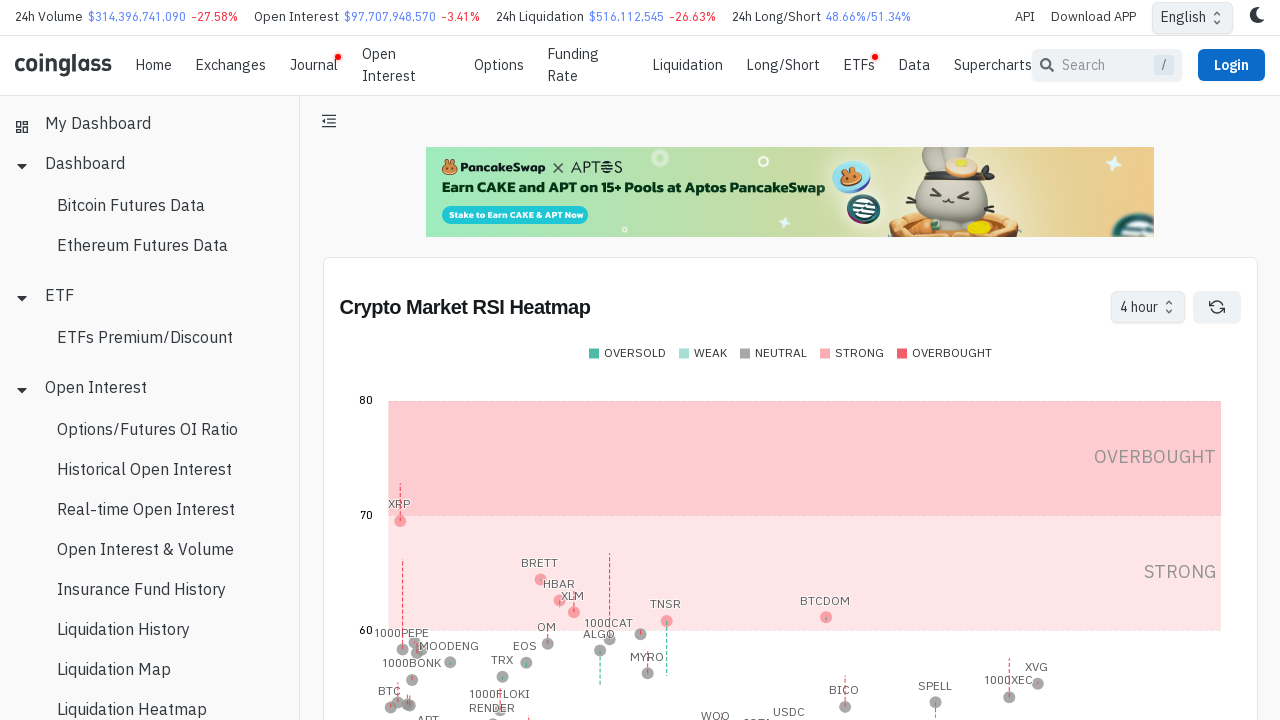 24h Volume $314,396,741,090 -27.58% Open Interest $97,707,948,570 -3.41% 24h Liquidation $516,112,545 -26.63% 24h Long/Short 48.66%/51.34% API Download APP English
coinglass Home Exchanges Journal Open Interest Options Funding Rate Liquidation Long/Short ETFs Data Supercharts Search / Login
My Dashboard
Dashboard
Bitcoin Futures Data
Ethereum Futures Data
ETF
ETFs Premium/Discount
Open Interest
Options/Futures OI Ratio
Historical Open Interest
Real-time Open Interest
Open Interest & Volume
Insurance Fund History
Liquidation History
Liquidation Map
Liquidation Heatmap
PancakeSwap × APTOS
Earn CAKE and APT on 15+ Pools at Aptos PancakeSwap
Stake to Earn CAKE & APT Now
Crypto Market RSI Heatmap
4 hour
OVERSOLD WEAK NEUTRAL STRONG OVERBOUGHT
80
OVERBOUGHT
XRP
70
BRETT
STRONG
HBAR
XLM
TNSR
BTCDOM
1000CAT
OM
60
1000PEPE
ALGO
MOODENG
EOS
MYRO
TRX
1000BONK
XVG
1000XEC
BTC
1000FLOKI
BICO
SPELL
RENDER
USDC
WOO
APT